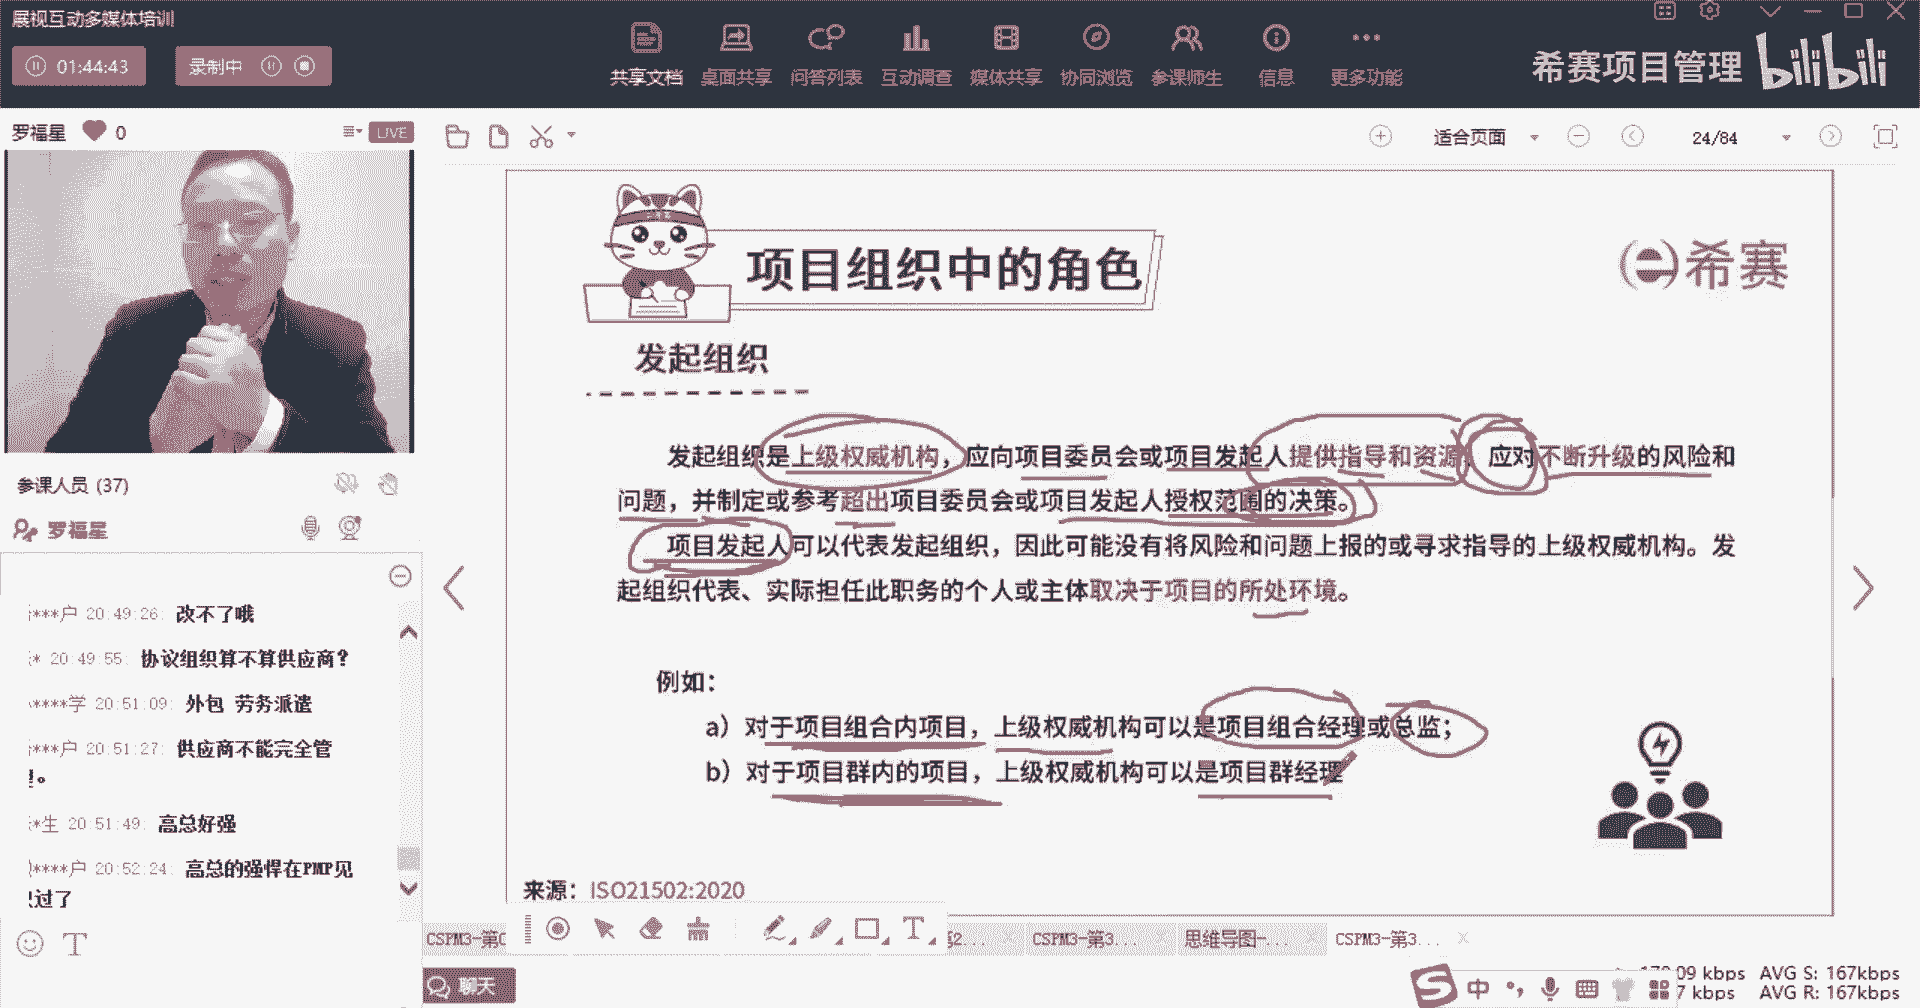 展视互动多媒体培训
01:44:43
录制中
共享文档 桌面共享 问答列表 互动调查 媒体共享 协同浏览 参课师生 信息 更多功能
希赛项目管理 bilibili
罗福星 0 LIVE
适合页面 24/84
项目组织中的角色
希赛
发起组织
发起组织是上级权威机构，应向项目委员会或项目发起人提供指导和资源，应对不断升级的风险和
问题，并制定或参考超出项目委员会或项目发起人授权范围的决策。
项目发起人可以代表发起组织，因此可能没有将风险和问题上报的或寻求指导的上级权威机构。发
起组织代表、实际担任此职务的个人或主体取决于项目的所处环境。
例如：
a）对于项目组合内项目，上级权威机构可以是项目组合经理或总监；
b）对于项目群内的项目，上级权威机构可以是项目群经理
来源：ISO21502:2020
参课人员 (37)
罗福星
***户 20:49:26: 改不了哦
* 20:49:55: 协议组织算不算供应商？
****学 20:51:09: 外包 劳务派遣
***户 20:51:27: 供应商不能完全管
。
*生 20:51:49: 高总好强
****户 20:52:24: 高总的强悍在PMP见
过了
CSPM3-第 2... CSPM3-第3... 思维导图-... CSPM3-第3...
聊天
中
09 kbps AVG S: 167kbps
7 kbps AVG R: 167kbps